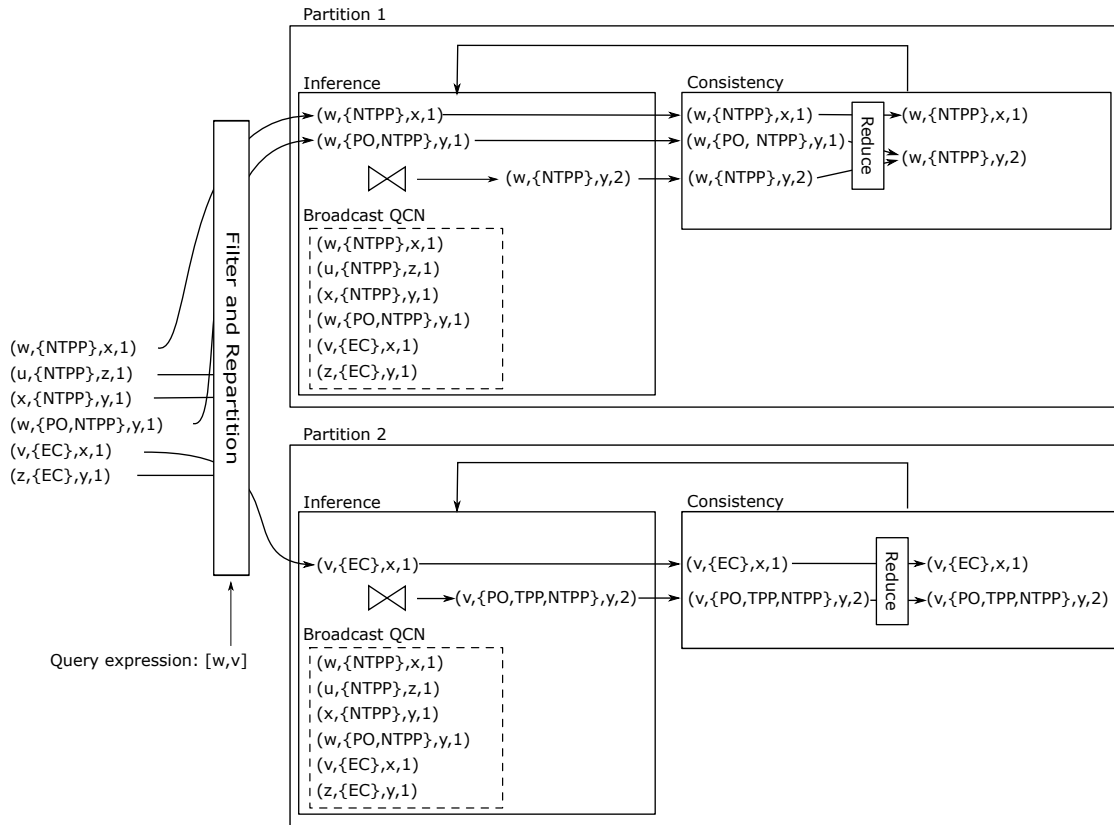 (w,{NTPP},x,1)
(u,{NTPP},z,1)
(x,{NTPP},y,1)
(w,{PO,NTPP},y,1)
(v,{EC},x,1)
(z,{EC},y,1)
Filter and Repartition
Query expression: [w,v]
Partition 1
Inference
(w,{NTPP},x,1)
(w,{PO,NTPP},y,1)
(w,{NTPP},y,2)
Broadcast QCN
(w,{NTPP},x,1)
(u,{NTPP},z,1)
(x,{NTPP},y,1)
(w,{PO,NTPP},y,1)
(v,{EC},x,1)
(z,{EC},y,1)
Consistency
(w,{NTPP},x,1)
(w,{PO, NTPP},y,1)
(w,{NTPP},y,2)
Reduce
(w,{NTPP},x,1)
(w,{NTPP},y,2)
Partition 2
Inference
(v,{EC},x,1)
(v,{PO,TPP,NTPP},y,2)
Broadcast QCN
(w,{NTPP},x,1)
(u,{NTPP},z,1)
(x,{NTPP},y,1)
(w,{PO,NTPP},y,1)
(v,{EC},x,1)
(z,{EC},y,1)
Consistency
(v,{EC},x,1)
(v,{PO,TPP,NTPP},y,2)
Reduce
(v,{EC},x,1)
(v,{PO,TPP,NTPP},y,2)